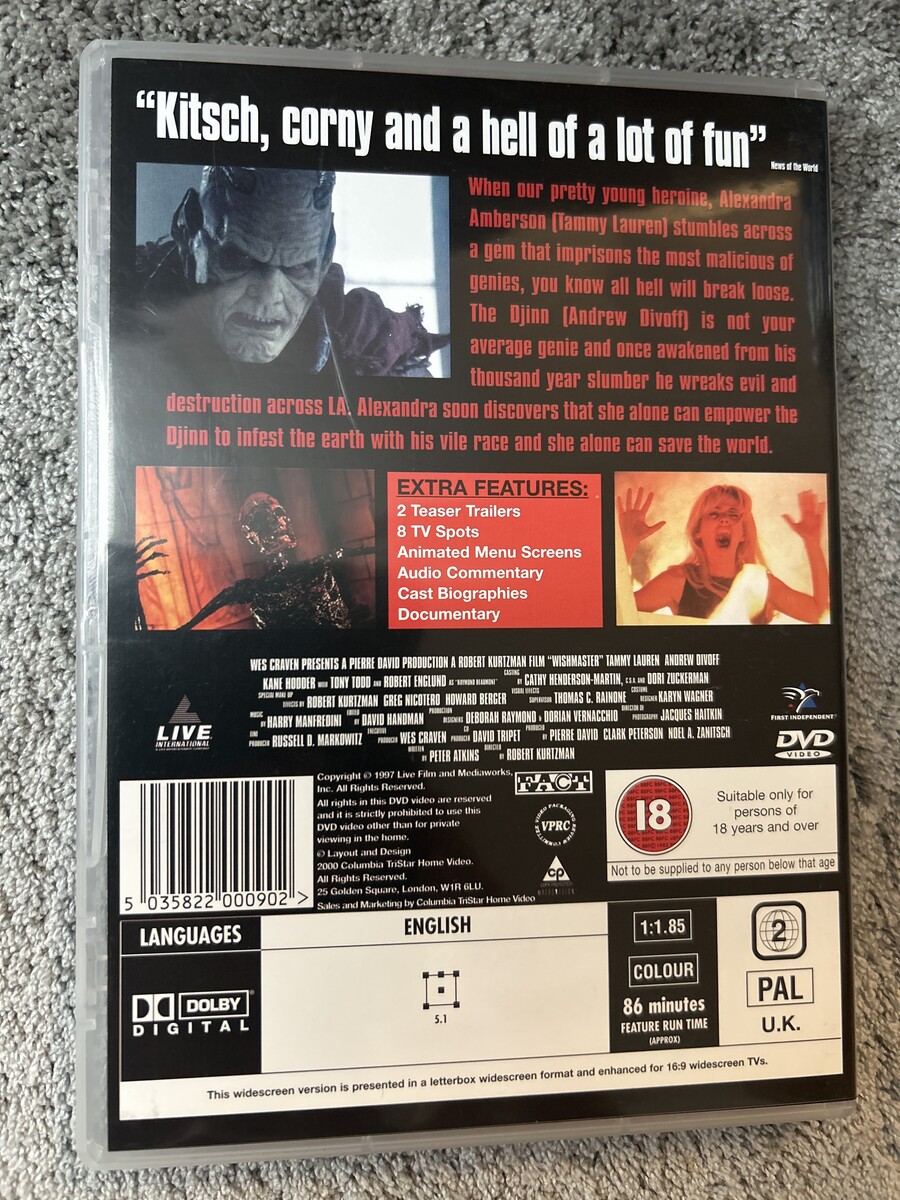 “Kitsch, corny and a hell of a lot of fun”
News of the World
When our pretty young heroine, Alexandra
Amberson (Tammy Lauren) stumbles across
a gem that imprisons the most malicious of
genies, you know all hell will break loose.
The Djinn (Andrew Divoff) is not your
average genie and once awakened from his
thousand year slumber he wreaks evil and
destruction across LA. Alexandra soon discovers that she alone can empower the
Djinn to infest the earth with his vile race and she alone can save the world.
EXTRA FEATURES:
2 Teaser Trailers
8 TV Spots
Animated Menu Screens
Audio Commentary
Cast Biographies
Documentary
WES CRAVEN PRESENTS A PIERRE DAVID PRODUCTION A ROBERT KURTZMAN FILM “WISHMASTER” TAMMY LAUREN ANDREW DIVOFF
KANE HODDER WITH TONY TODD AND ROBERT ENGLUND AS “RAYMOND BEAUMONT” CASTING BY CATHY HENDERSON-MARTIN, C.S.A. AND DORI ZUCKERMAN
SPECIAL MAKE UP EFFECTS BY ROBERT KURTZMAN GREG NICOTERO HOWARD BERGER VISUAL EFFECTS SUPERVISOR THOMAS C. RAINONE COSTUME DESIGNER KARYN WAGNER
MUSIC BY HARRY MANFREDINI EDITED BY DAVID HANDMAN PRODUCTION DESIGNERS DEBORAH RAYMOND & DORIAN VERNACCHIO DIRECTOR OF PHOTOGRAPHY JACQUES HAITKIN
LINE PRODUCER RUSSELL D. MARKOWITZ EXECUTIVE PRODUCER WES CRAVEN CO PRODUCER DAVID TRIPET PRODUCED BY PIERRE DAVID CLARK PETERSON NOEL A. ZANITSCH
WRITTEN BY PETER ATKINS DIRECTED BY ROBERT KURTZMAN
LIVE
INTERNATIONAL
FIRST INDEPENDENT
DVD
VIDEO
5 035822 000902 >
Copyright © 1997 Live Film and Mediaworks,
Inc. All Rights Reserved.
All rights in this DVD video are reserved
and it is strictly prohibited to use this
DVD video other than for private
viewing in the home.
© Layout and Design
2000 Columbia TriStar Home Video.
All Rights Reserved.
25 Golden Square, London, W1R 6LU.
Sales and Marketing by Columbia TriStar Home Video
FACT
VIDEO PACKAGING REVIEW COMMITTEE
VPRC
cp
COPY PROTECTION
MACROVISION
18
Suitable only for
persons of
18 years and over
Not to be supplied to any person below that age
LANGUAGES
ENGLISH
DOLBY
DIGITAL
5.1
1:1.85
COLOUR
86 minutes
FEATURE RUN TIME
(APPROX)
2
PAL
U.K.
This widescreen version is presented in a letterbox widescreen format and enhanced for 16:9 widescreen TVs.